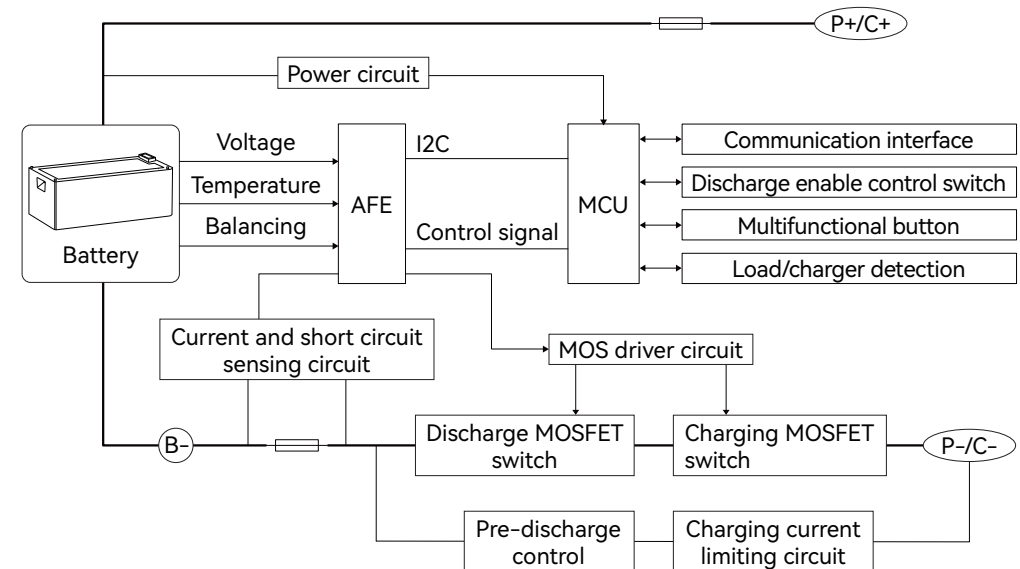 P+/C+
Power circuit
Voltage
Temperature
Balancing
Battery
AFE
I2C
Control signal
MCU
Communication interface
Discharge enable control switch
Multifunctional button
Load/charger detection
Current and short circuit
sensing circuit
MOS driver circuit
B-
Discharge MOSFET
switch
Charging MOSFET
switch
P-/C-
Pre-discharge
control
Charging current
limiting circuit